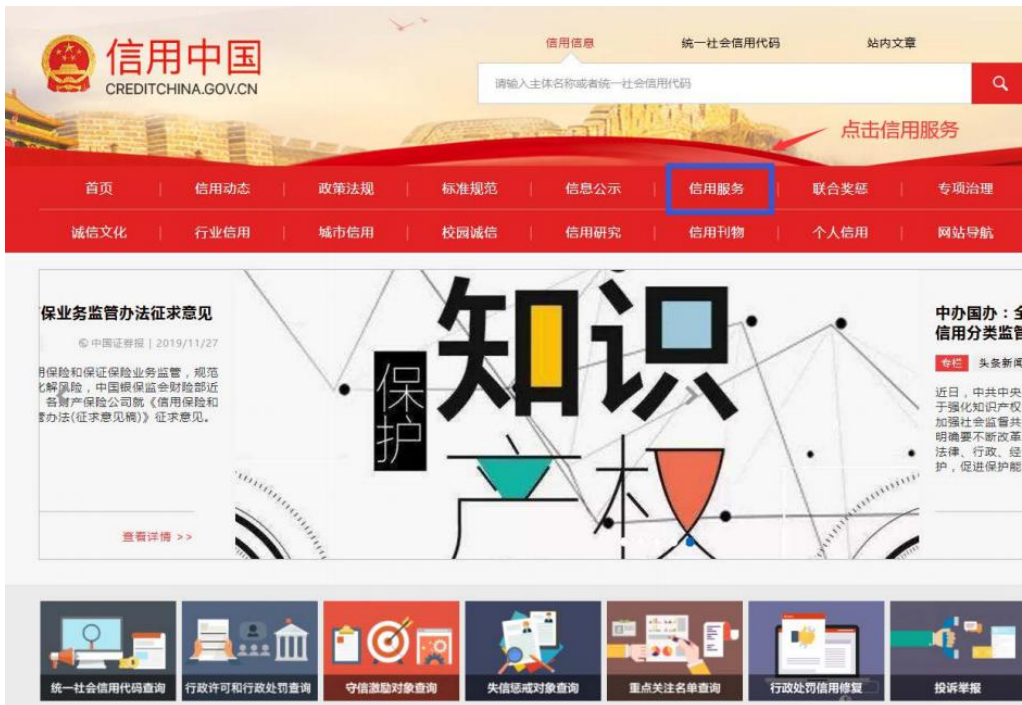 信用中国
CREDITCHINA.GOV.CN
信用信息 统一社会信用代码 站内文章
请输入主体名称或者统一社会信用代码
点击信用服务
首页 信用动态 政策法规 标准规范 信息公示 信用服务 联合奖惩 专项治理
诚信文化 行业信用 城市信用 校园诚信 信用研究 信用刊物 个人信用 网站导航
保业务监管办法征求意见
中国证券报 | 2019/11/27
用保险和保证保险业务监管，规范
化解风险，中国银保监会财险部近
各财产保险公司就《信用保险和
管办法(征求意见稿)》征求意见。
查看详情 >>
保护
知识
产权
中办国办：全
信用分类监管
专栏 头条新闻
近日，中共中央
于强化知识产权
加强社会监督共
明确要不断改革
法律、行政、经
护，促进保护能
统一社会信用代码查询 行政许可和行政处罚查询 守信激励对象查询 失信惩戒对象查询 重点关注名单查询 行政处罚信用修复 投诉举报